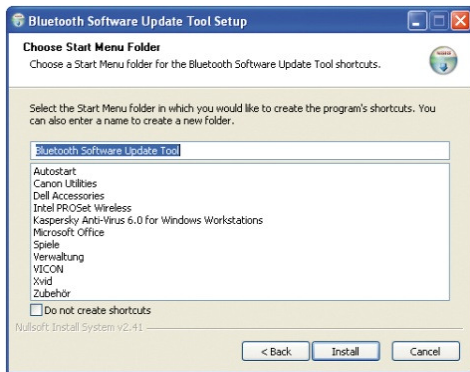 Bluetooth Software Update Tool Setup
Choose Start Menu Folder
Choose a Start Menu folder for the Bluetooth Software Update Tool shortcuts.
Select the Start Menu folder in which you would like to create the program's shortcuts. You
can also enter a name to create a new folder.
Bluetooth Software Update Tool
Autostart
Canon Utilities
Dell Accessories
Intel PROSet Wireless
Kaspersky Anti-Virus 6.0 for Windows Workstations
Microsoft Office
Spiele
Verwaltung
VICON
Xvid
Zubehör
Do not create shortcuts
Nullsoft Install System v2.41
< Back Install Cancel